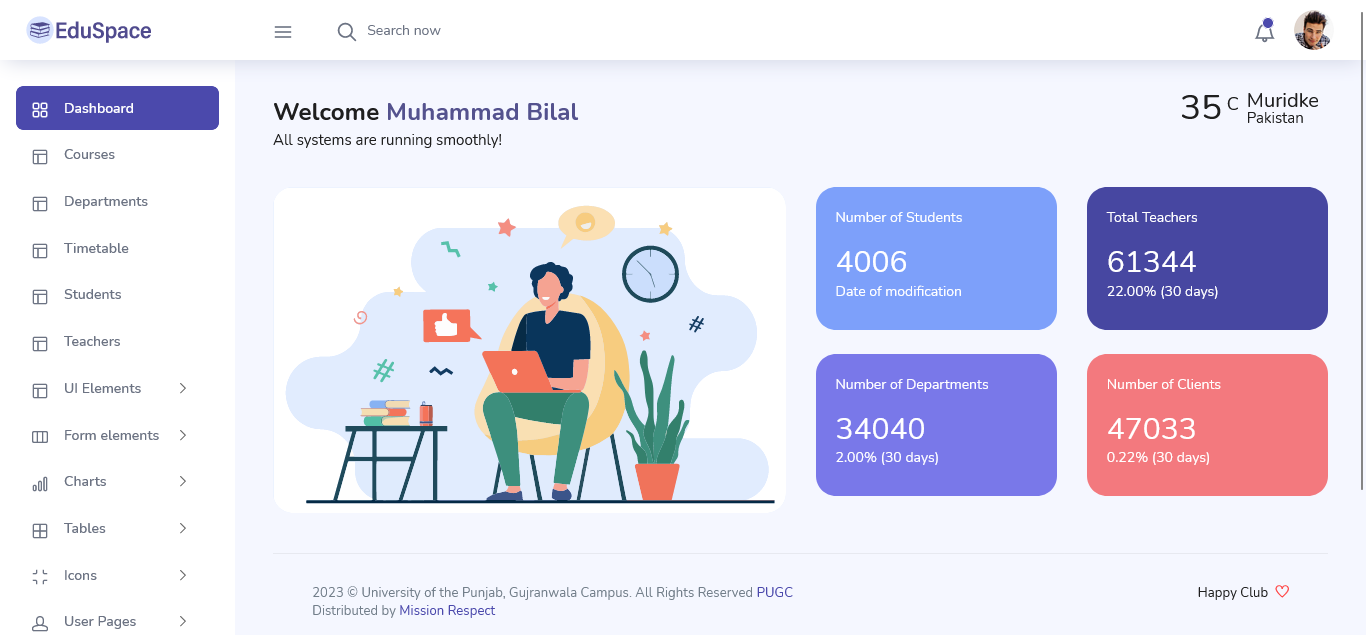 EduSpace
Search now
Dashboard
Courses
Departments
Timetable
Students
Teachers
UI Elements
Form elements
Charts
Tables
Icons
User Pages
Welcome Muhammad Bilal
All systems are running smoothly!
35 C Muridke
Pakistan
Number of Students
4006
Date of modification
Total Teachers
61344
22.00% (30 days)
Number of Departments
34040
2.00% (30 days)
Number of Clients
47033
0.22% (30 days)
#
#
2023 © University of the Punjab, Gujranwala Campus. All Rights Reserved PUGC
Distributed by Mission Respect
Happy Club